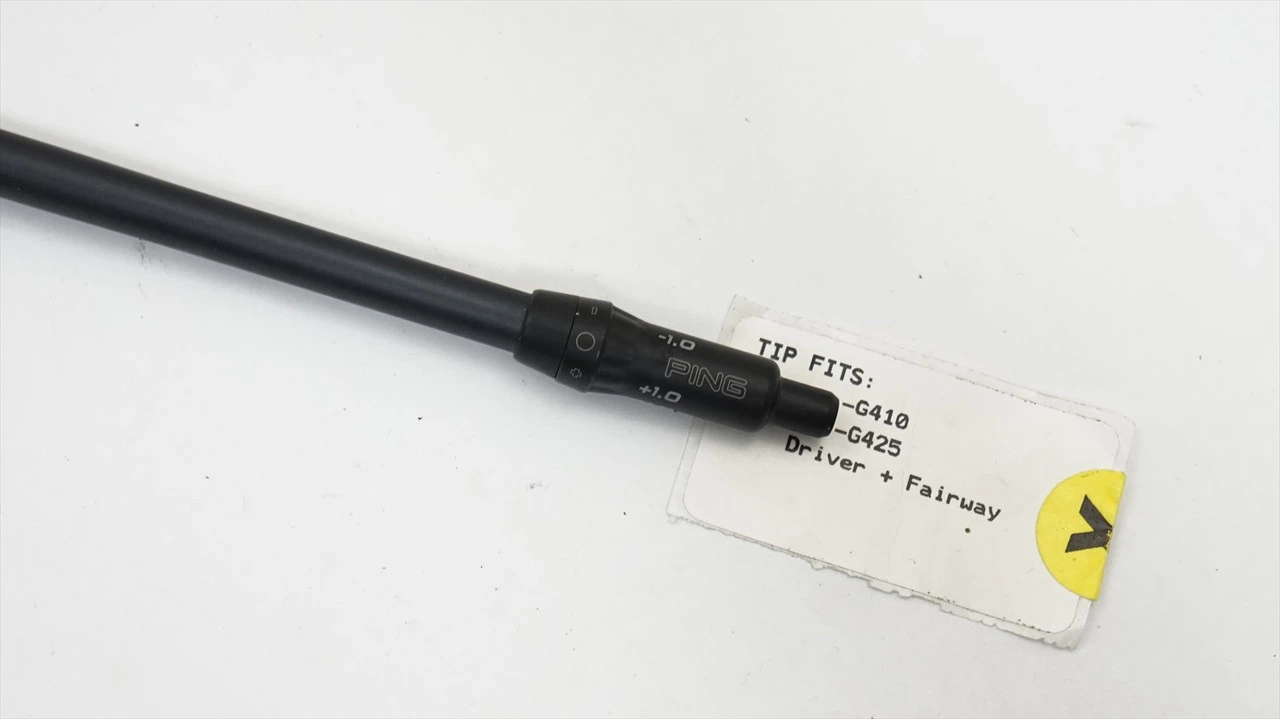 -1.0
PING
+1.0
TIP FITS:
-G410
-G425
Driver + Fairway